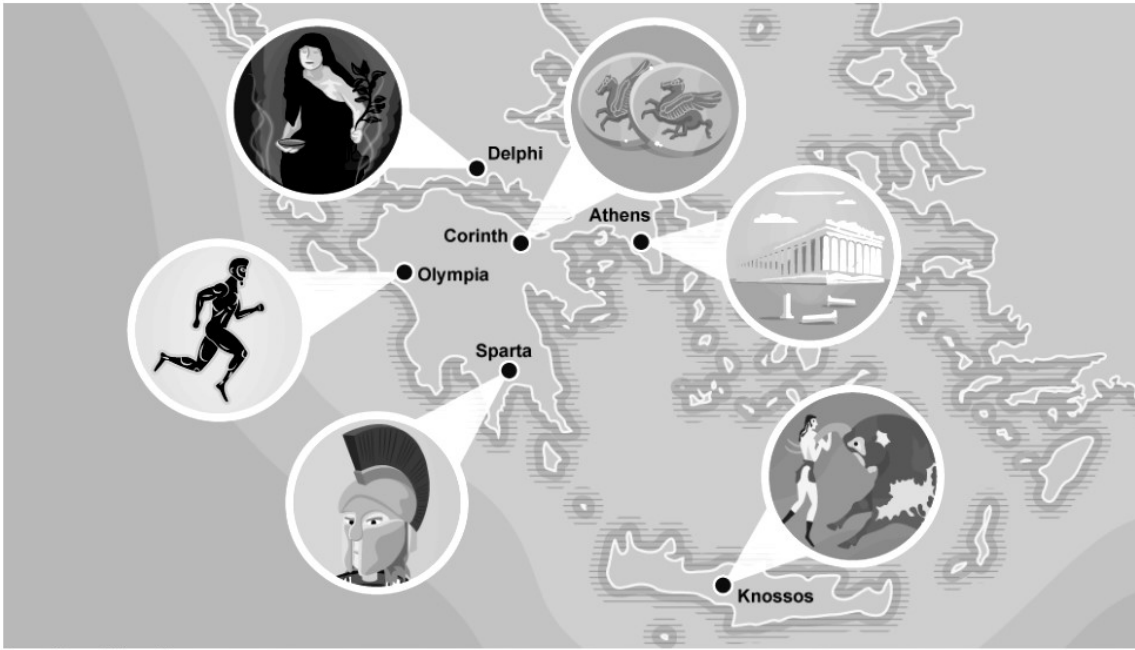 Delphi
Athens
Corinth
Olympia
Sparta
Knossos